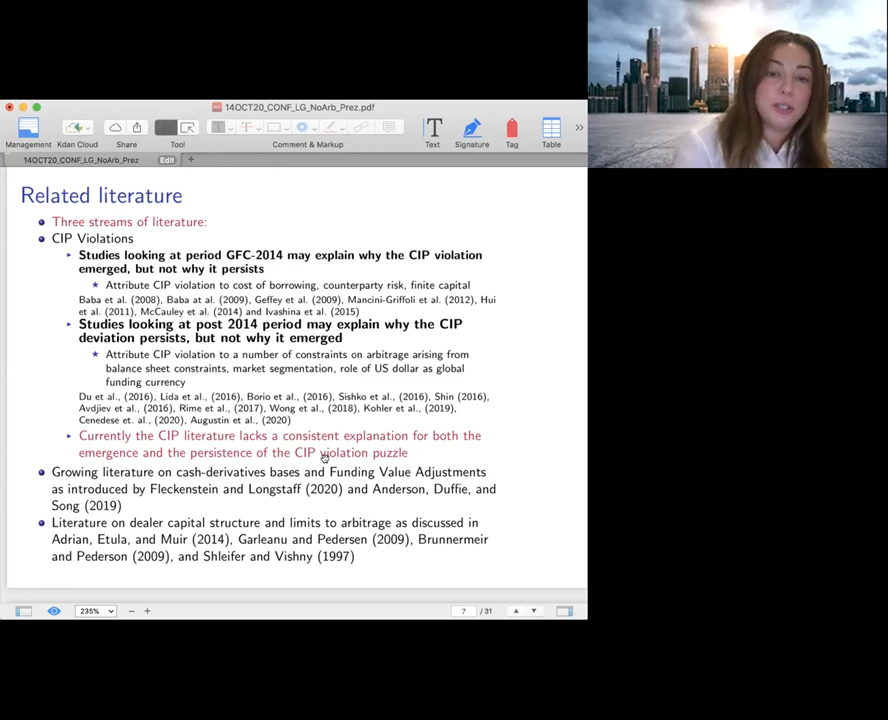 14OCT20_CONF_LG_NoArb_Prez.pdf
Management
Kdan Cloud
Share
Tool
Comment & Markup
Text
Signature
Tag
Table
14OCT20_CONF_LG_NoArb_Prez
Edit
Related literature
Three streams of literature:
CIP Violations
Studies looking at period GFC-2014 may explain why the CIP violation
emerged, but not why it persists
Attribute CIP violation to cost of borrowing, counterparty risk, finite capital
Baba et al. (2008), Baba at al. (2009), Geffey et al. (2009), Mancini-Griffoli et al. (2012), Hui
et al. (2011), McCauley et al. (2014) and Ivashina et al. (2015)
Studies looking at post 2014 period may explain why the CIP
deviation persists, but not why it emerged
Attribute CIP violation to a number of constraints on arbitrage arising from
balance sheet constraints, market segmentation, role of US dollar as global
funding currency
Du et al., (2016), Lida et al., (2016), Borio et al., (2016), Sishko et al., (2016), Shin (2016),
Avdjiev et al., (2016), Rime et al., (2017), Wong et al., (2018), Kohler et al., (2019),
Cenedese et. al., (2020), Augustin et al., (2020)
Currently the CIP literature lacks a consistent explanation for both the
emergence and the persistence of the CIP violation puzzle
Growing literature on cash-derivatives bases and Funding Value Adjustments
as introduced by Fleckenstein and Longstaff (2020) and Anderson, Duffie, and
Song (2019)
Literature on dealer capital structure and limits to arbitrage as discussed in
Adrian, Etula, and Muir (2014), Garleanu and Pedersen (2009), Brunnermeir
and Pederson (2009), and Shleifer and Vishny (1997)
235%
7 / 31